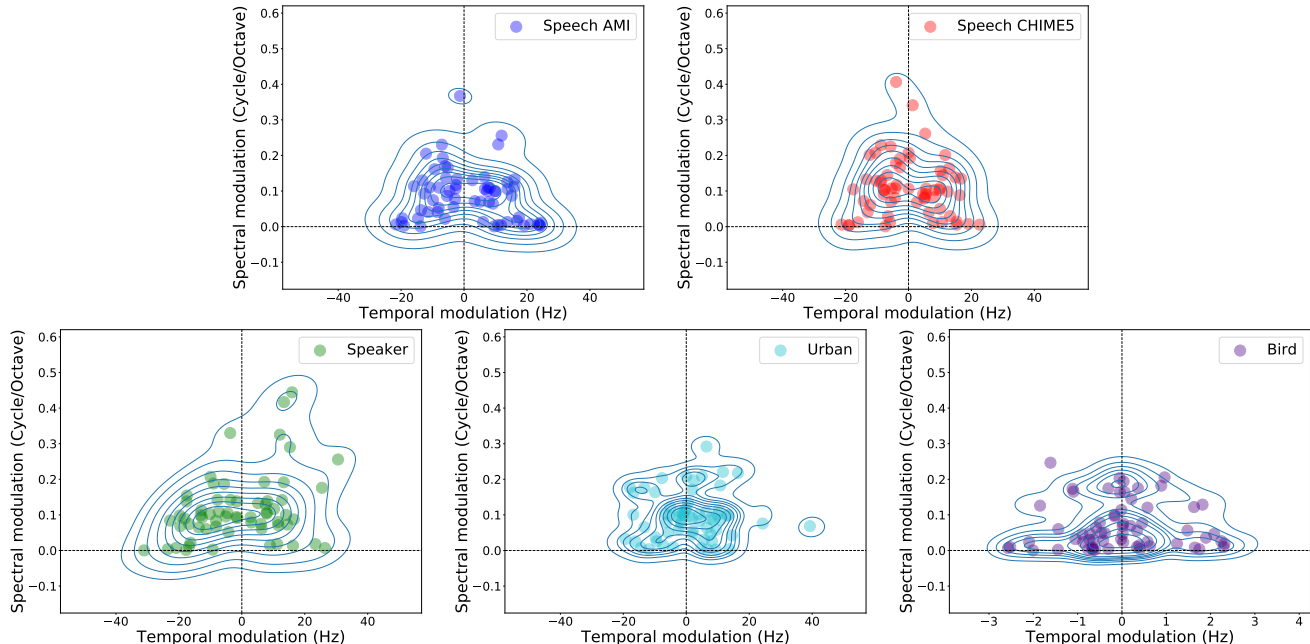 Speech AMI
Spectral modulation (Cycle/Octave)
0.6
0.5
0.4
0.3
0.2
0.1
0.0
−0.1
−40 −20 0 20 40
Temporal modulation (Hz)
Speech CHIME5
Spectral modulation (Cycle/Octave)
0.6
0.5
0.4
0.3
0.2
0.1
0.0
−0.1
−40 −20 0 20 40
Temporal modulation (Hz)
Speaker
Spectral modulation (Cycle/Octave)
0.6
0.5
0.4
0.3
0.2
0.1
0.0
−0.1
−40 −20 0 20 40
Temporal modulation (Hz)
Urban
Spectral modulation (Cycle/Octave)
0.6
0.5
0.4
0.3
0.2
0.1
0.0
−0.1
−40 −20 0 20 40
Temporal modulation (Hz)
Bird
Spectral modulation (Cycle/Octave)
0.6
0.5
0.4
0.3
0.2
0.1
0.0
−0.1
−3 −2 −1 0 1 2 3 4
Temporal modulation (Hz)